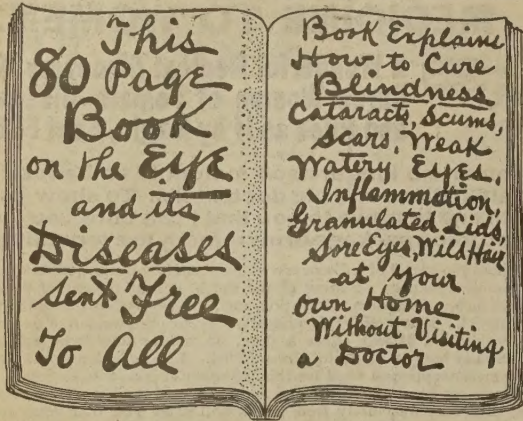 This
80 Page
Book
on the Eye
and its
Diseases
Sent Free
To All
Book Explains
How to Cure
Blindness
Cataracts, Scums,
Scars, Weak
Watery Eyes,
Inflammation,
Granulated Lids,
Sore Eyes, Wild Hair
at Your
own Home
Without Visiting
a Doctor